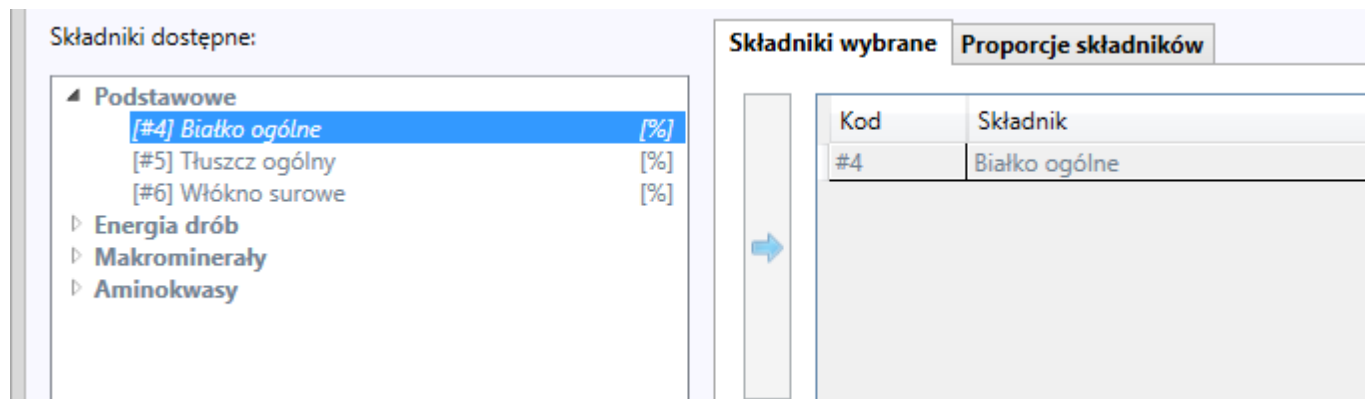 Składniki dostępne:
Podstawowe
[#4] Białko ogólne [%]
[#5] Tłuszcz ogólny [%]
[#6] Włókno surowe [%]
Energia drób
Makrominerały
Aminokwasy
Składniki wybrane Proporcje składników
Kod Składnik
#4 Białko ogólne